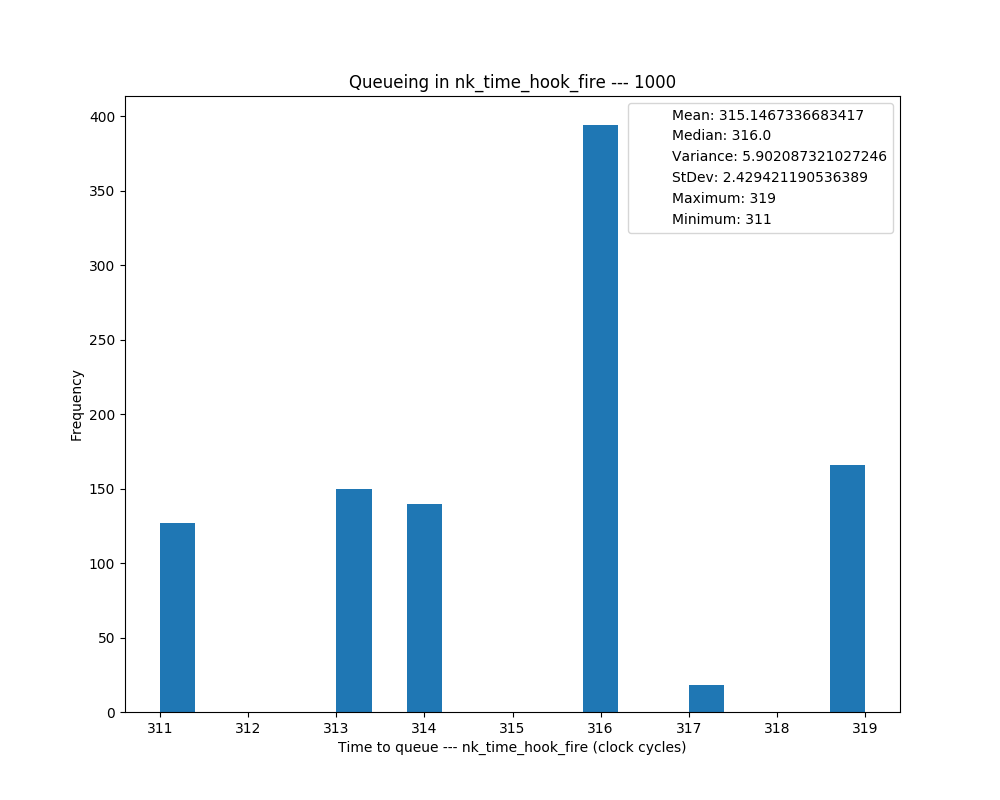 Queueing in nk_time_hook_fire --- 1000
Mean: 315.1467336683417
Median: 316.0
Variance: 5.902087321027246
StDev: 2.429421190536389
Maximum: 319
Minimum: 311
Frequency
400
350
300
250
200
150
100
50
0
311 312 313 314 315 316 317 318 319
Time to queue --- nk_time_hook_fire (clock cycles)